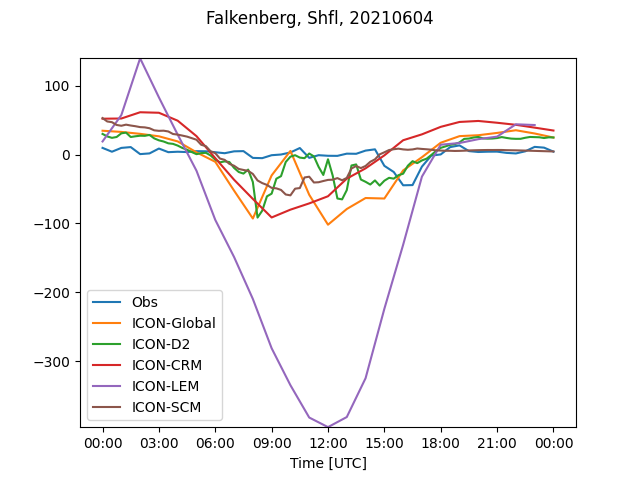 Falkenberg, Shfl, 20210604
100
0
−100
−200
−300
Obs
ICON-Global
ICON-D2
ICON-CRM
ICON-LEM
ICON-SCM
00:00 03:00 06:00 09:00 12:00 15:00 18:00 21:00 00:00
Time [UTC]